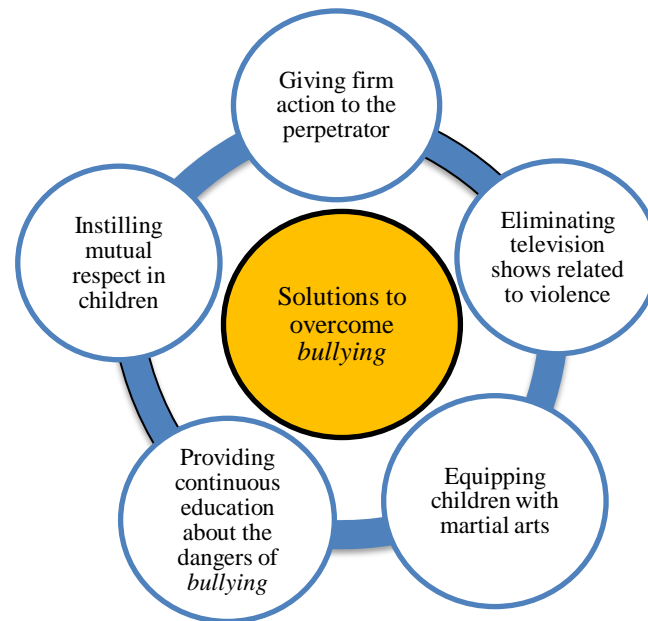 Giving firm
action to the
perpetrator
Eliminating
television
shows related
to violence
Equipping
children with
martial arts
Providing
continuous
education
about the
dangers of
bullying
Instilling
mutual
respect in
children
Solutions to
overcome
bullying